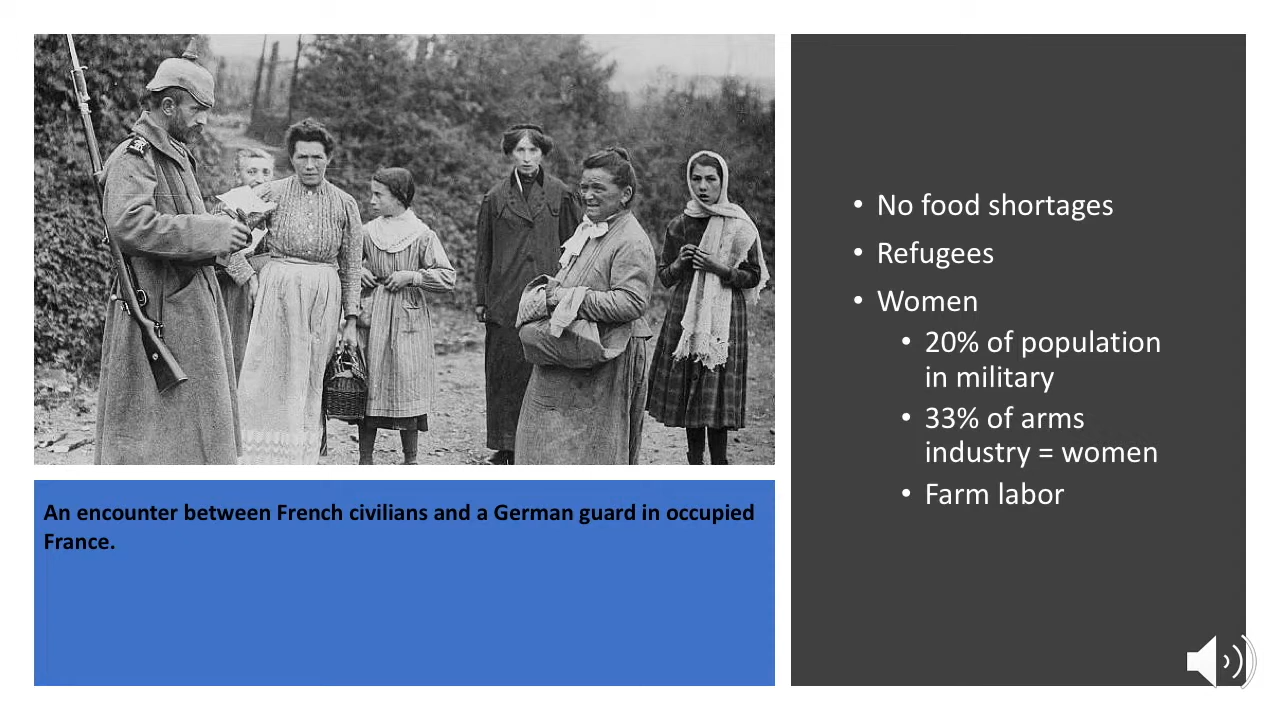 An encounter between French civilians and a German guard in occupied
France.
• No food shortages
• Refugees
• Women
• 20% of population
in military
• 33% of arms
industry = women
• Farm labor